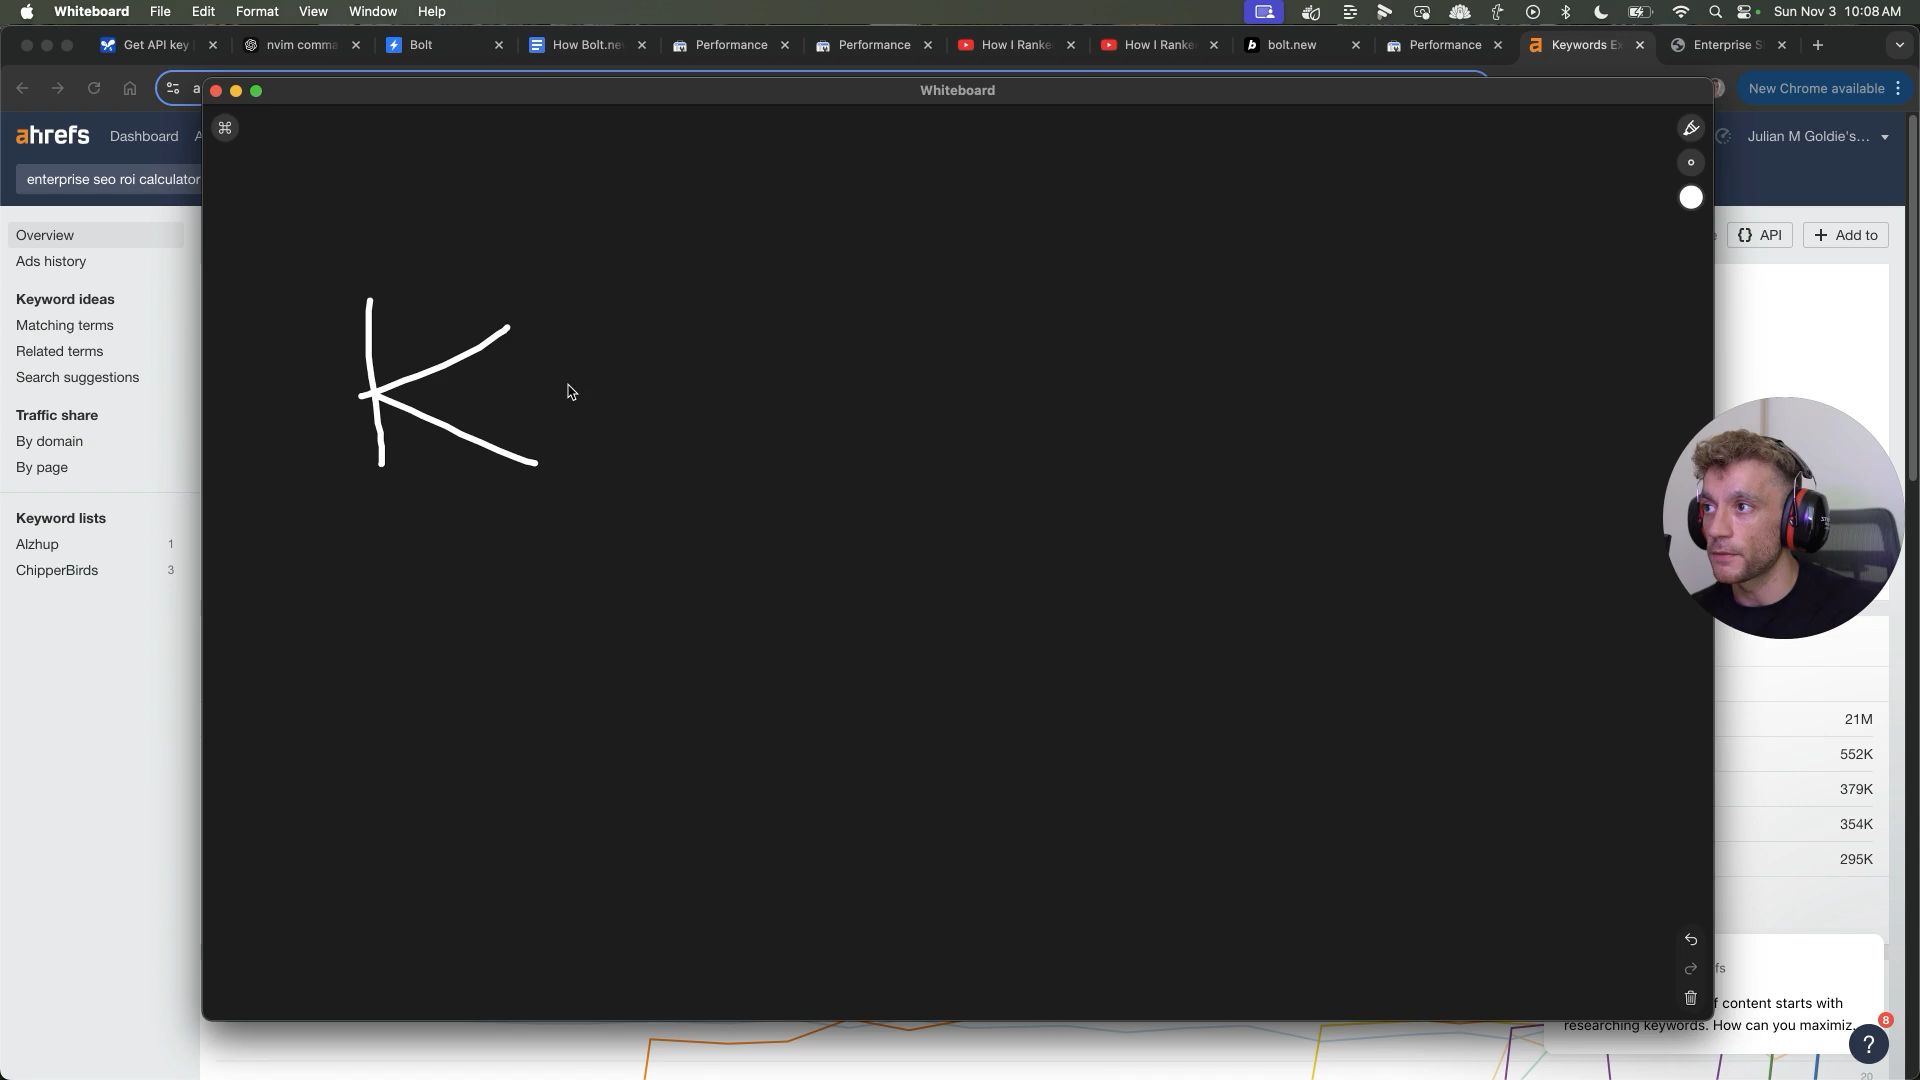 Whiteboard File Edit Format View Window Help Sun Nov 3 10:08 AM
Get API key nvim comma Bolt How Bolt.ne Performance Performance How I Ranke How I Ranke bolt.new Performance Keywords Ex Enterprise S
a Whiteboard New Chrome available
ahrefs Dashboard A Julian M Goldie's...
enterprise seo roi calculator
Overview
API Add to
Ads history
Keyword ideas
Matching terms
Related terms
Search suggestions
Traffic share
By domain
By page
Keyword lists
Alzhup 1
ChipperBirds 3
K
21M
552K
379K
354K
295K
fs
f content starts with
researching keywords. How can you maximiz...
8
?
20